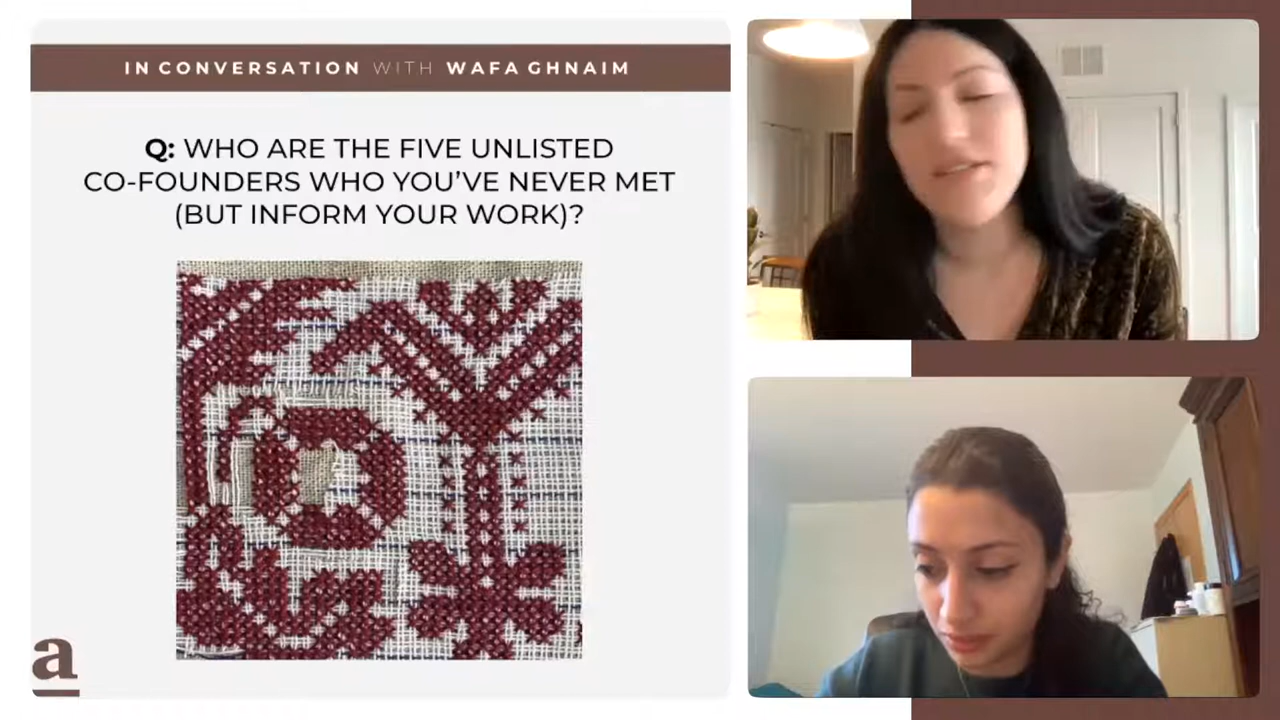 IN CONVERSATION WITH WAFA GHNAIM
Q: WHO ARE THE FIVE UNLISTED
CO-FOUNDERS WHO YOU'VE NEVER MET
(BUT INFORM YOUR WORK)?
a